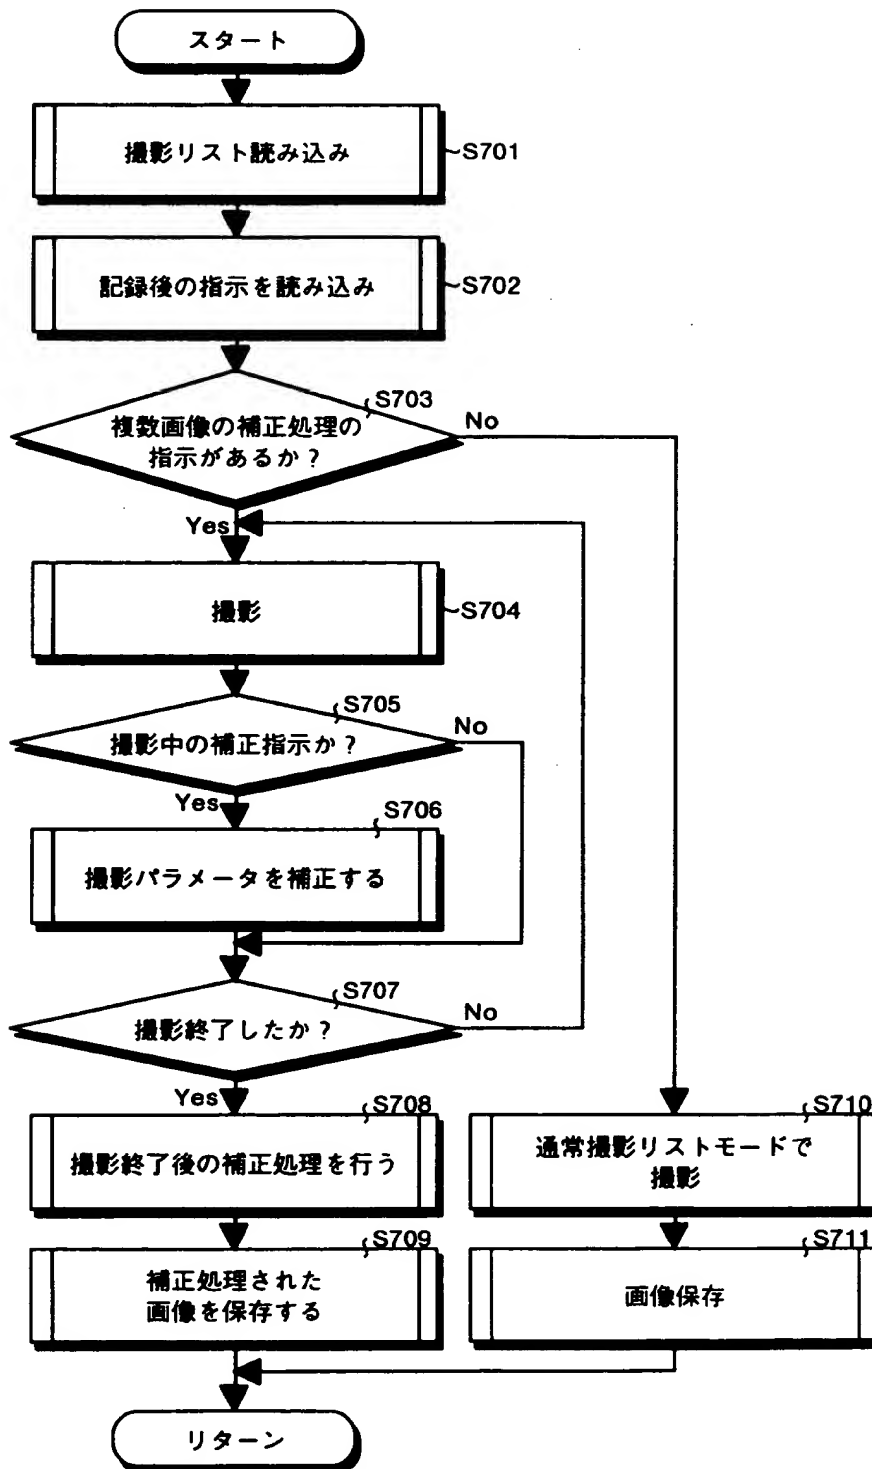 スタート
撮影リスト読み込み
S701
記録後の指示を読み込み
S702
S703
複数画像の補正処理の
指示があるか？
No
Yes
撮影
S704
S705
撮影中の補正指示か？
No
Yes
S706
撮影パラメータを補正する
S707
撮影終了したか？
No
Yes
S708
撮影終了後の補正処理を行う
S709
補正処理された
画像を保存する
S710
通常撮影リストモードで
撮影
S711
画像保存
リターン